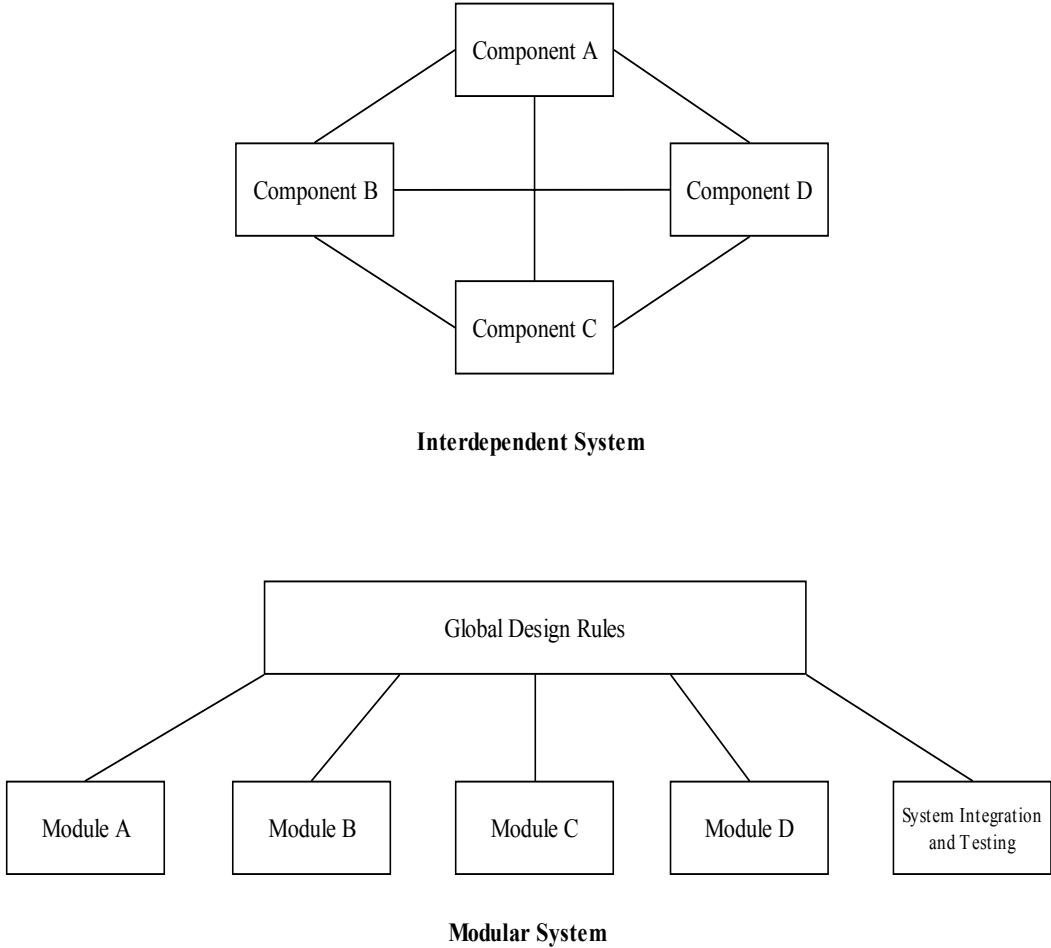 Component A
Component B
Component D
Component C
Interdependent System
Global Design Rules
Module A
Module B
Module C
Module D
System Integration
and Testing
Modular System